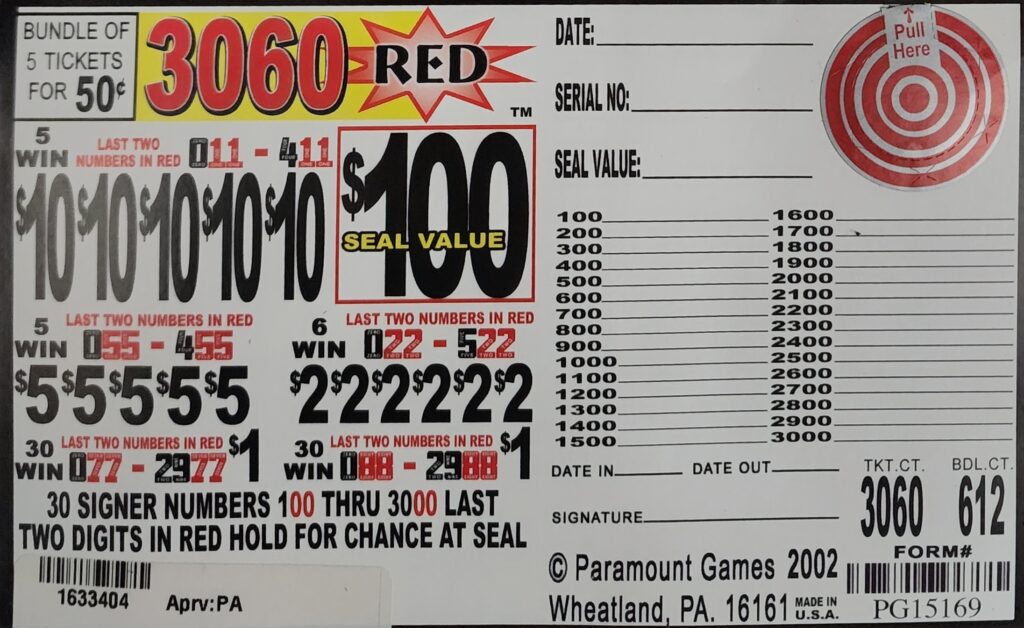 BUNDLE OF
5 TICKETS
FOR 50¢
3060
RED
™
5
WIN
LAST TWO
NUMBERS IN RED
011 - 411
$10 $10 $10 $10 $10
$100
SEAL VALUE
5
WIN
LAST TWO NUMBERS IN RED
055 - 455
$5 $5 $5 $5 $5
6
WIN
LAST TWO NUMBERS IN RED
022 - 522
$2 $2 $2 $2 $2 $2
30
WIN
LAST TWO NUMBERS IN RED
077 - 2977
$1
30
WIN
LAST TWO NUMBERS IN RED
088 - 2988
$1
30 SIGNER NUMBERS 100 THRU 3000 LAST
TWO DIGITS IN RED HOLD FOR CHANCE AT SEAL
1633404
Aprv:PA
DATE:
SERIAL NO:
SEAL VALUE:
Pull
Here
100
200
300
400
500
600
700
800
900
1000
1100
1200
1300
1400
1500
1600
1700
1800
1900
2000
2100
2200
2300
2400
2500
2600
2700
2800
2900
3000
DATE IN
DATE OUT
TKT.CT.
BDL.CT.
3060
612
SIGNATURE
FORM#
PG15169
© Paramount Games 2002
Wheatland, PA. 16161
MADE IN
U.S.A.